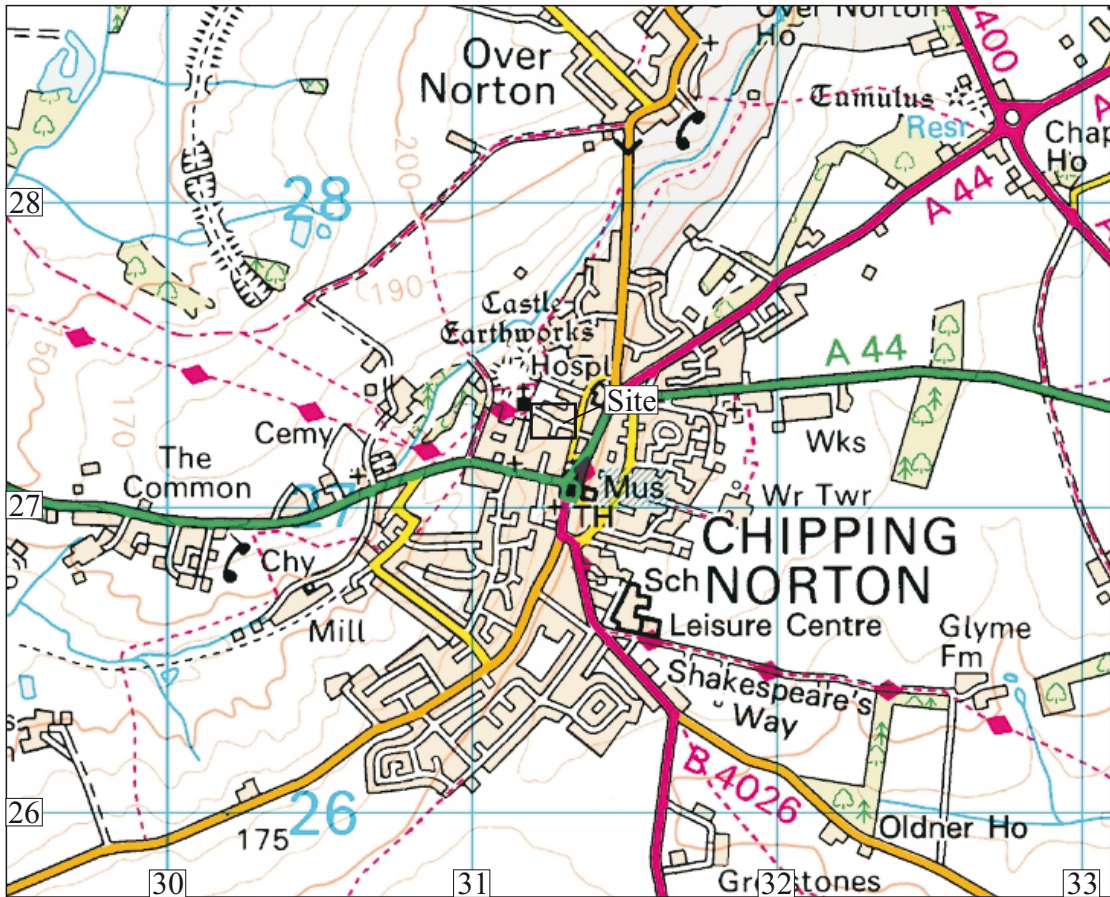 Over Norton
Ho
400
Over
Norton
Tumulus
Resr
Chap
Ho
A
200
28
28
A 44
A
190
Castle
Earthworks
Hospl
150
A 44
Site
170
Cemy
Wks
The
Common
27
27
Mus
Wr Twr
TH
CHIPPING
NORTON
Chy
Sch
Leisure Centre
Mill
Glyme
Fm
Shakespeare's
Way
s
B 4026
26
26
175
Oldner Ho
30
31
32
33